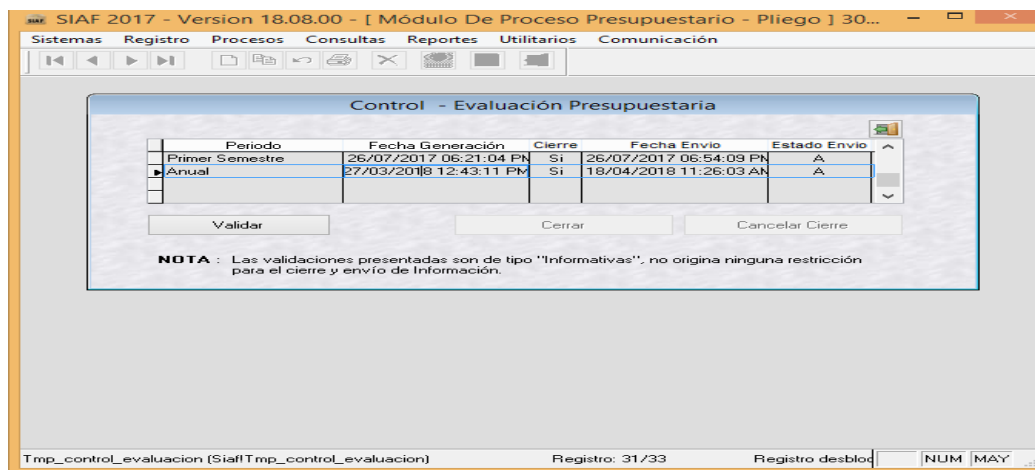 SIAF 2017 - Version 18.08.00 - [ Módulo De Proceso Presupuestario - Pliego ] 30...
Sistemas Registro Procesos Consultas Reportes Utilitarios Comunicación
Control - Evaluación Presupuestaria
Periodo Fecha Generación Cierre Fecha Envio Estado Envio
Primer Semestre 26/07/2017 06:21:04 PM Si 26/07/2017 06:54:09 PM A
Anual 27/03/2018 12:43:11 PM Si 18/04/2018 11:26:03 AM A
Validar Cerrar Cancelar Cierre
NOTA : Las validaciones presentadas son de tipo "Informativas", no origina ninguna restricción
para el cierre y envío de Información.
Tmp_control_evaluacion (Siaf!Tmp_control_evaluacion) Registro: 31/33 Registro desbloc NUM MAY